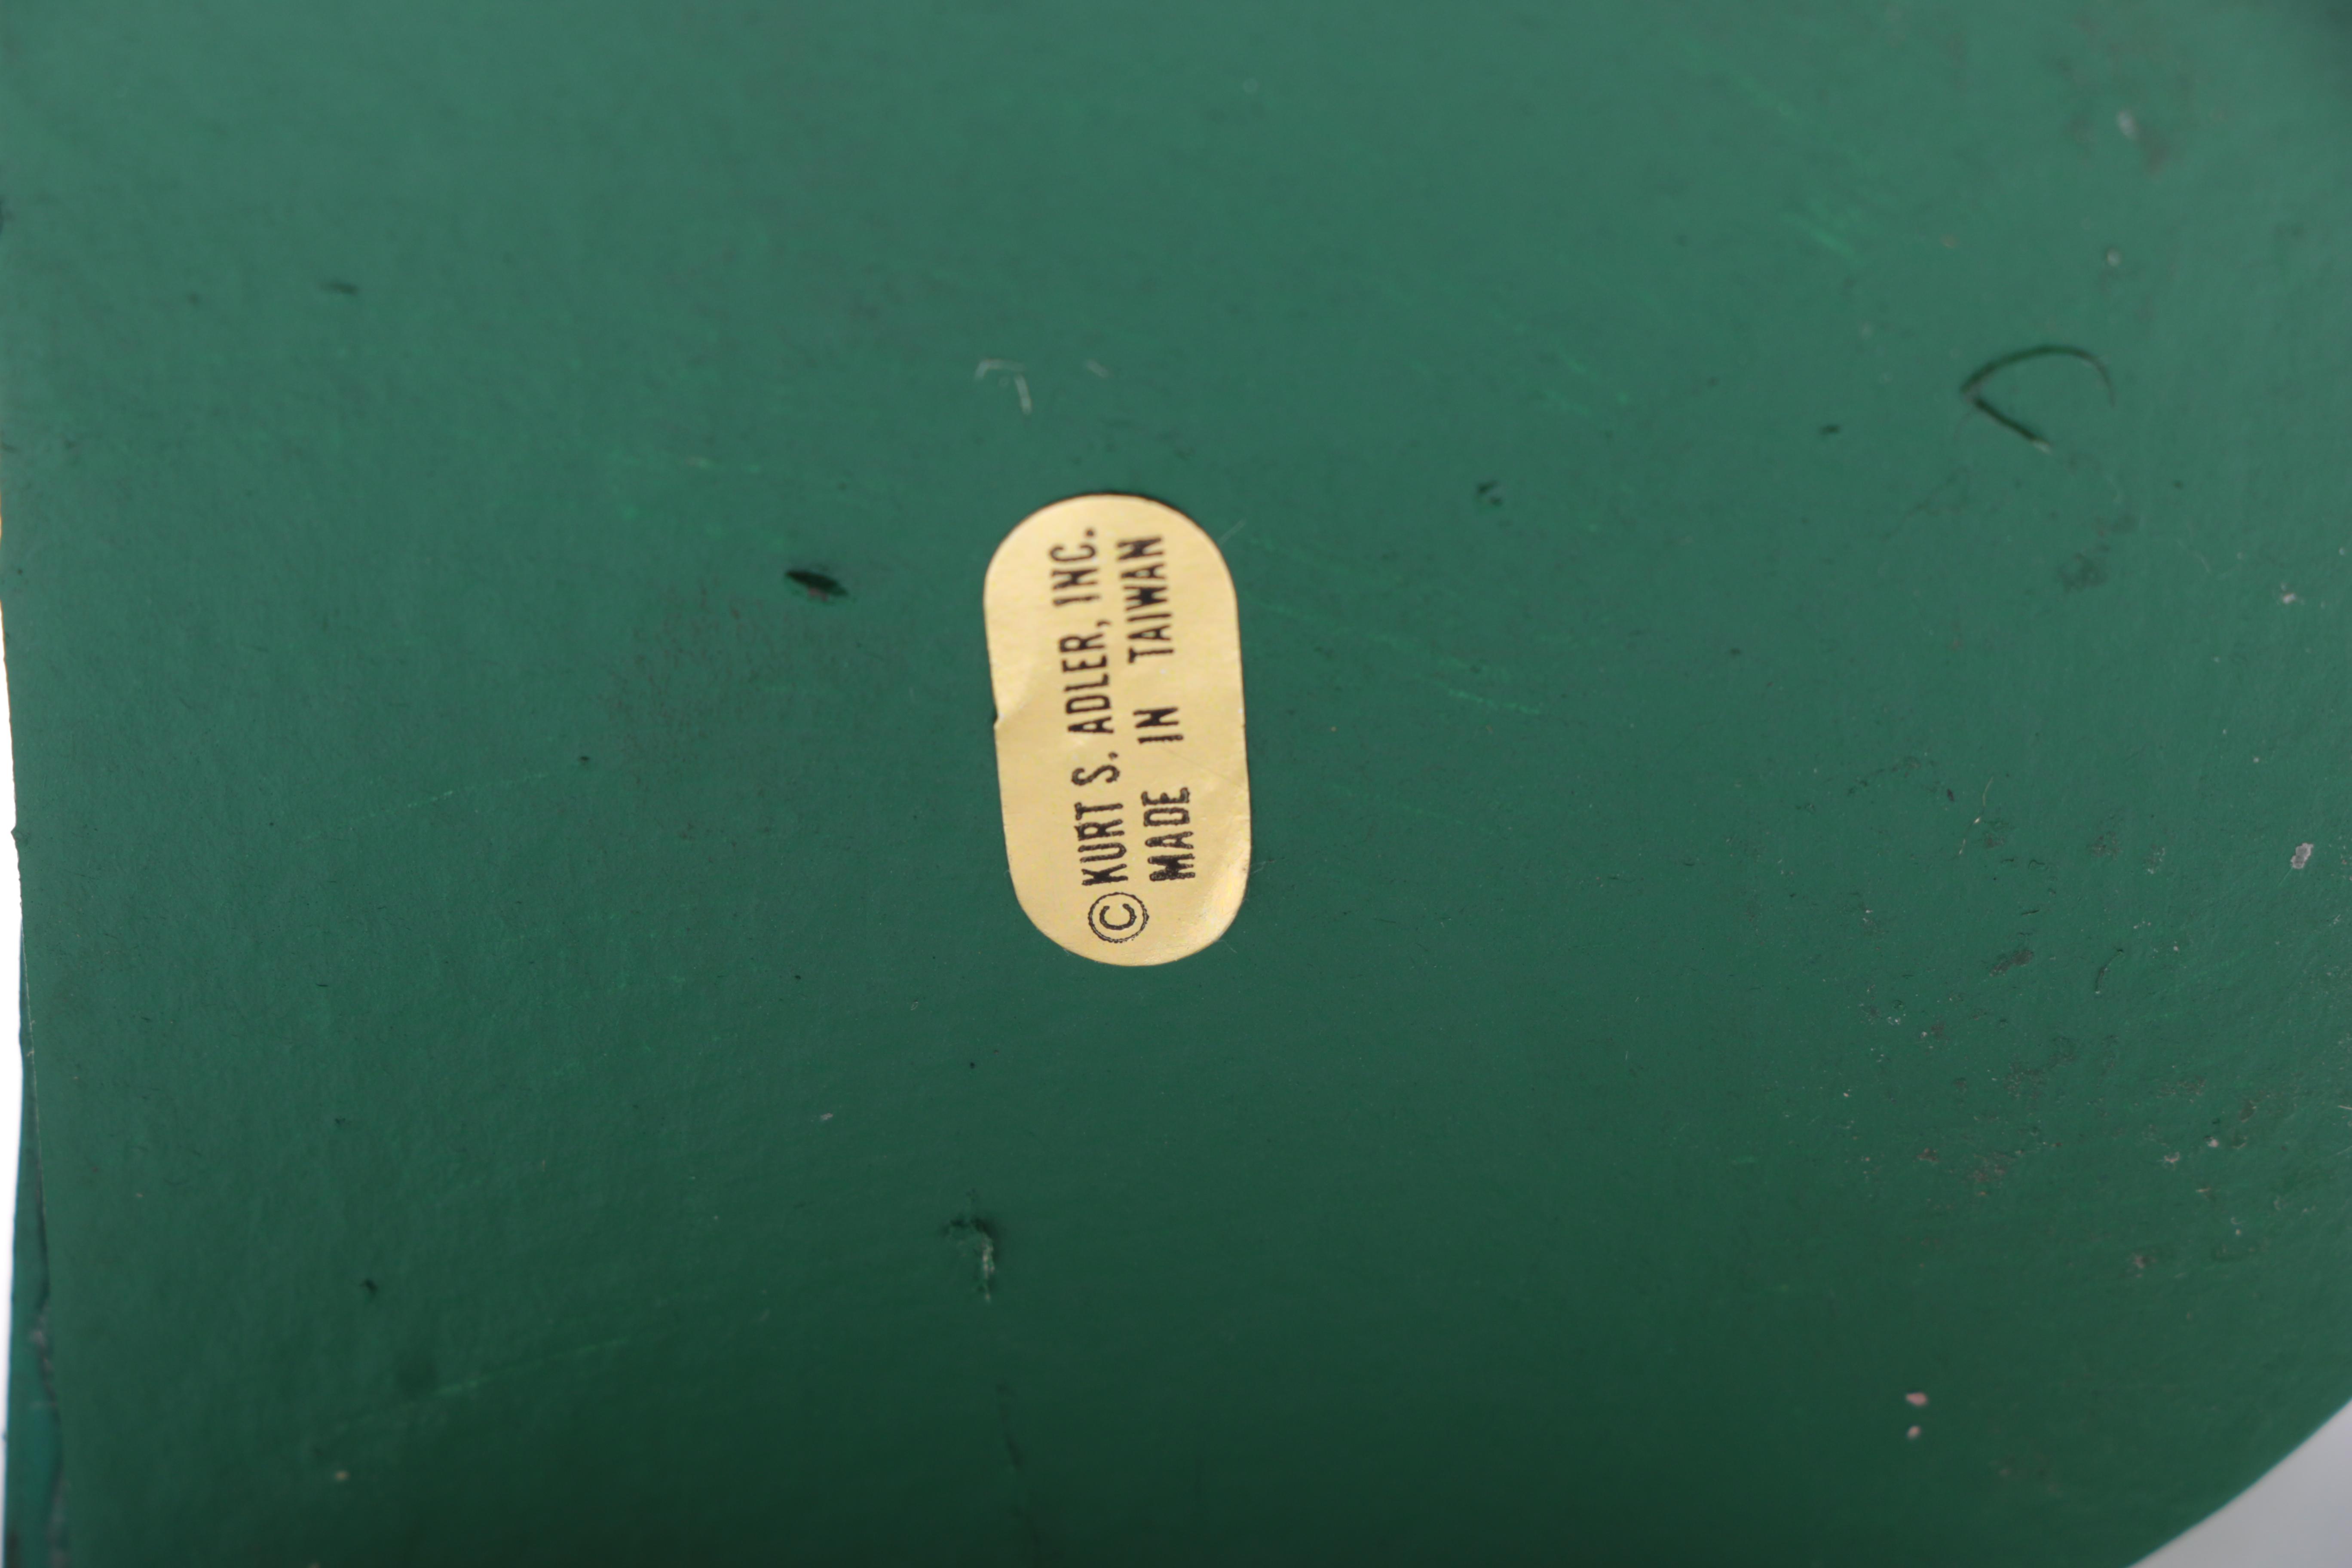 ©KURT S. ADLER, INC.
MADE IN TAIWAN